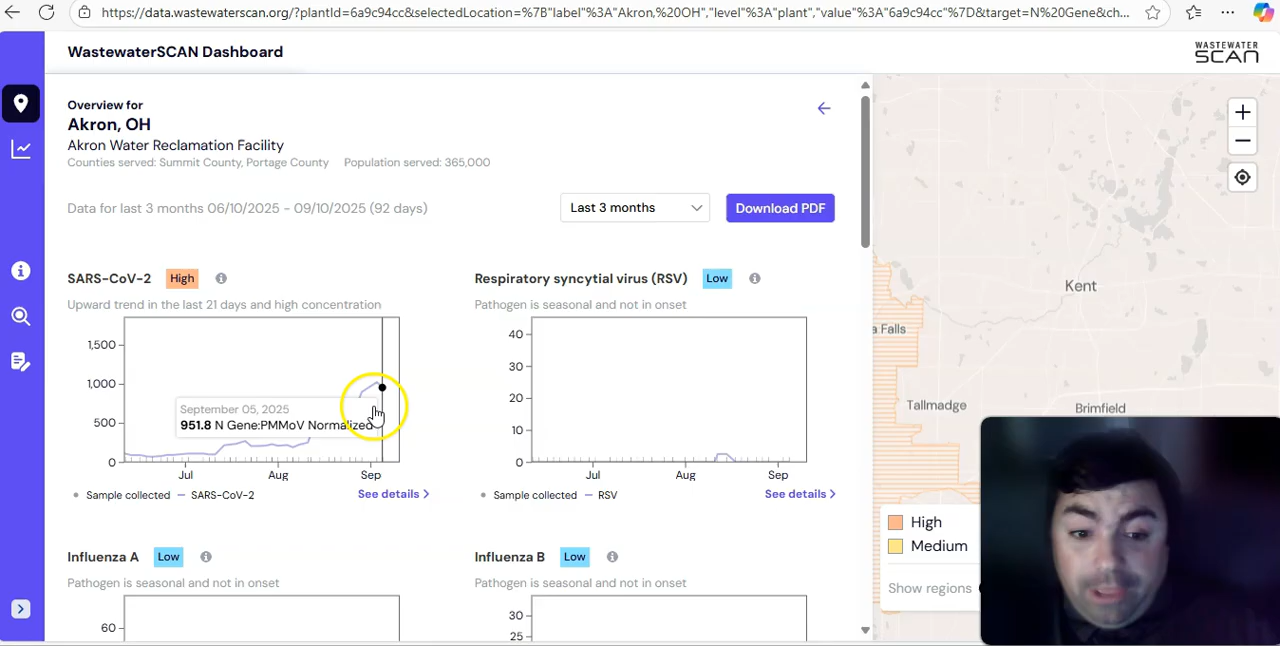 https://data.wastewaterscan.org/?plantId=6a9c94cc&selectedLocation=%7B"label"%3A"Akron,%20OH","level"%3A"plant","value"%3A"6a9c94cc"%7D&target=N%20Gene&ch...
WastewaterSCAN Dashboard
WASTEWATER
SCAN
Overview for
Akron, OH
Akron Water Reclamation Facility
Counties served: Summit County, Portage County Population served: 365,000
Data for last 3 months 06/10/2025 - 09/10/2025 (92 days)
Last 3 months
Download PDF
SARS-CoV-2 High
Upward trend in the last 21 days and high concentration
1,500
1,000
500
0
September 05, 2025
951.8 N Gene:PMMoV Normalized
Jul Aug Sep
Sample collected SARS-CoV-2
See details >
Respiratory syncytial virus (RSV) Low
Pathogen is seasonal and not in onset
40
30
20
10
0
Jul Aug Sep
Sample collected RSV
See details >
Influenza A Low
Pathogen is seasonal and not in onset
60
Influenza B Low
Pathogen is seasonal and not in onset
30
25
Kent
a Falls
Tallmadge
Brimfield
High
Medium
Show regions